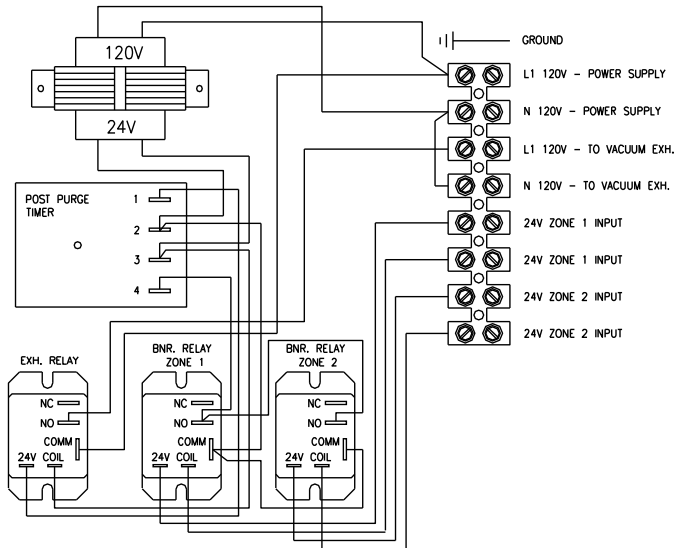 120V
24V
GROUND
L1 120V - POWER SUPPLY
N 120V - POWER SUPPLY
L1 120V - TO VACUUM EXH.
N 120V - TO VACUUM EXH.
24V ZONE 1 INPUT
24V ZONE 1 INPUT
24V ZONE 2 INPUT
24V ZONE 2 INPUT
POST PURGE
TIMER
1
2
3
4
EXH. RELAY
NC
NO
COMM
24V COIL
BNR. RELAY
ZONE 1
NC
NO
COMM
24V COIL
BNR. RELAY
ZONE 2
NC
NO
COMM
24V COIL